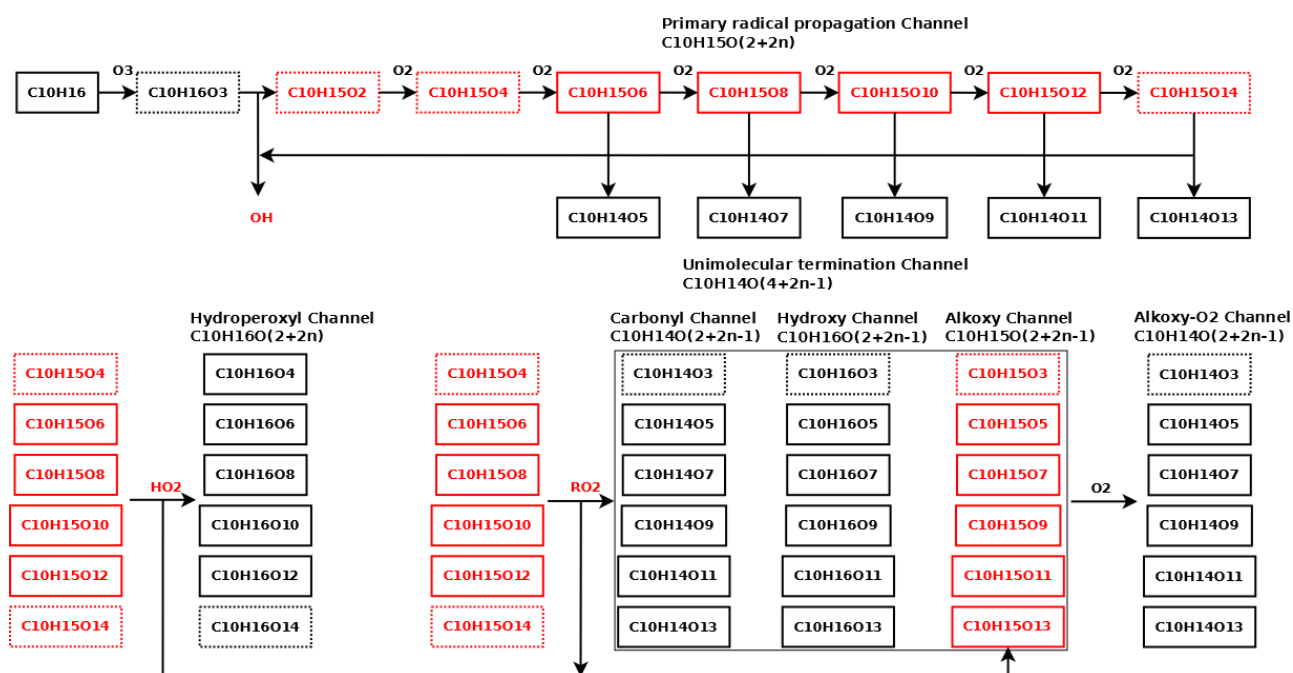 Primary radical propagation Channel
C10H15O(2+2n)
O3 O2 O2 O2 O2 O2 O2
C10H16 C10H16O3 C10H15O2 C10H15O4 C10H15O6 C10H15O8 C10H15O10 C10H15O12 C10H15O14
OH C10H14O5 C10H14O7 C10H14O9 C10H14O11 C10H14O13
Unimolecular termination Channel
C10H14O(4+2n-1)
Hydroperoxyl Channel Carbonyl Channel Hydroxy Channel Alkoxy Channel Alkoxy-O2 Channel
C10H16O(2+2n) C10H14O(2+2n-1) C10H16O(2+2n-1) C10H15O(2+2n-1) C10H14O(2+2n-1)
C10H15O4 C10H16O4 C10H15O4 C10H14O3 C10H16O3 C10H15O3 C10H14O3
C10H15O6 C10H16O6 C10H15O6 C10H14O5 C10H16O5 C10H15O5 C10H14O5
C10H15O8 C10H16O8 C10H15O8 C10H14O7 C10H16O7 C10H15O7 C10H14O7
HO2 RO2 O2
C10H15O10 C10H16O10 C10H15O10 C10H14O9 C10H16O9 C10H15O9 C10H14O9
C10H15O12 C10H16O12 C10H15O12 C10H14O11 C10H16O11 C10H15O11 C10H14O11
C10H15O14 C10H16O14 C10H15O14 C10H14O13 C10H16O13 C10H15O13 C10H14O13